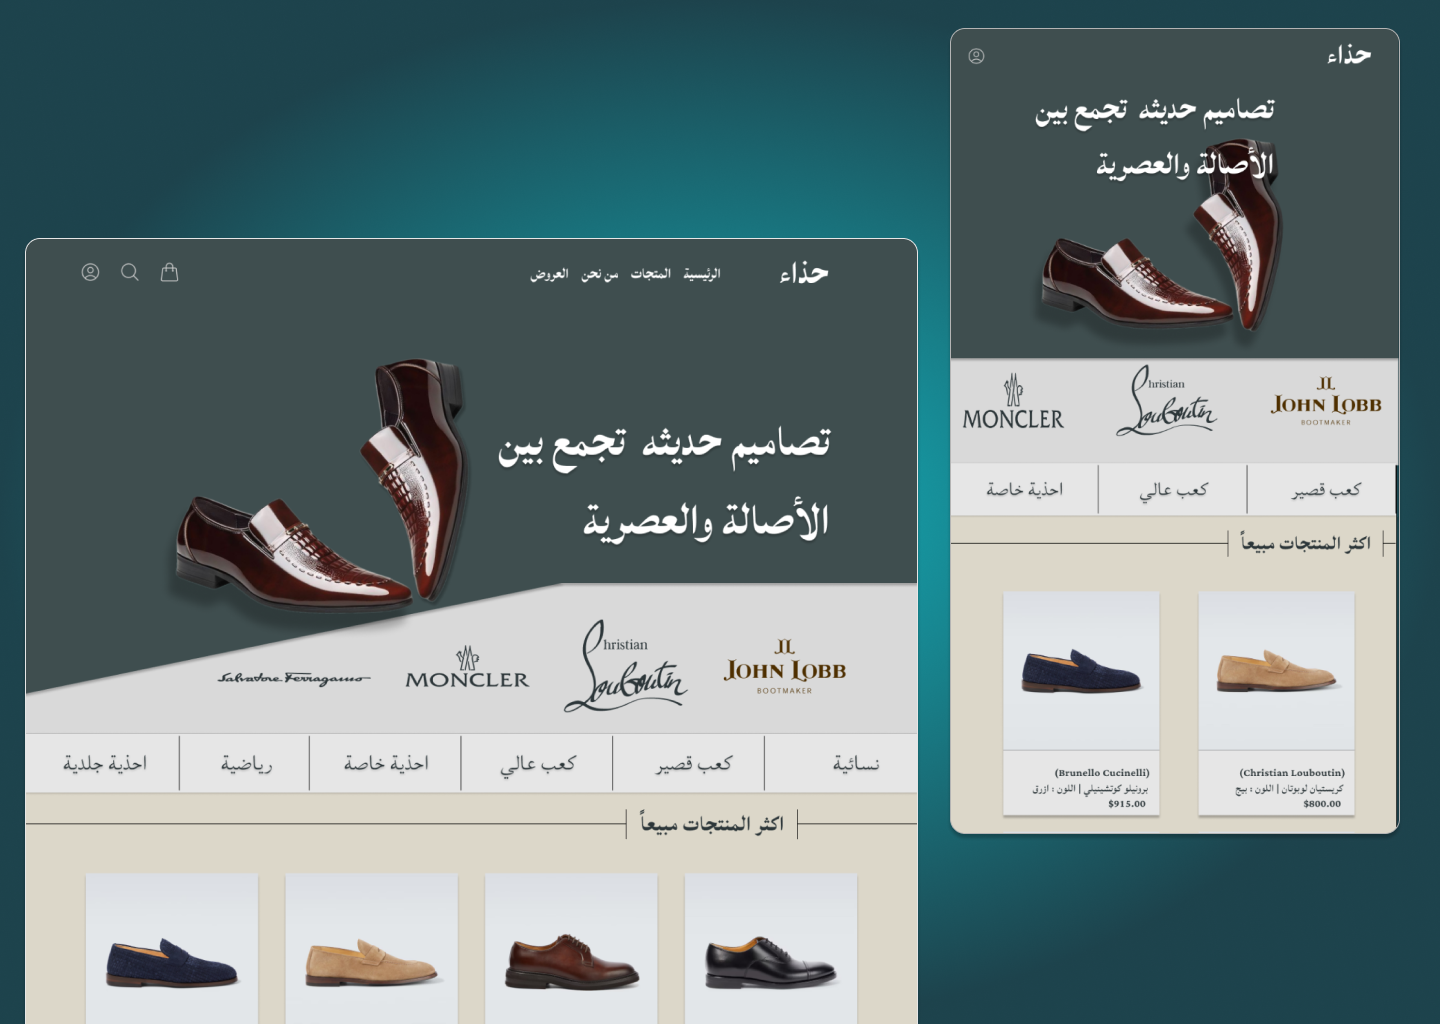 حذاء
الرئيسية المتجات من نحن العروض
تصاميم حديثه تجمع بين
الأصالة والعصرية
Salvatore Ferragamo
MONCLER
Christian
Louboutin
JOHN LOBB
BOOTMAKER
نسائية
كعب قصير
كعب عالي
احذية خاصة
رياضية
احذية جلدية
اكثر المنتجات مبيعاً
حذاء
تصاميم حديثه تجمع بين
الأصالة والعصرية
MONCLER
Christian
Louboutin
JOHN LOBB
BOOTMAKER
كعب قصير
كعب عالي
احذية خاصة
اكثر المنتجات مبيعاً
(Christian Louboutin)
كريستيان لوبوتان | اللون : بيج
$800.00
(Brunello Cucinelli)
برونيلو كوتشينيلي | اللون : ازرق
$915.00